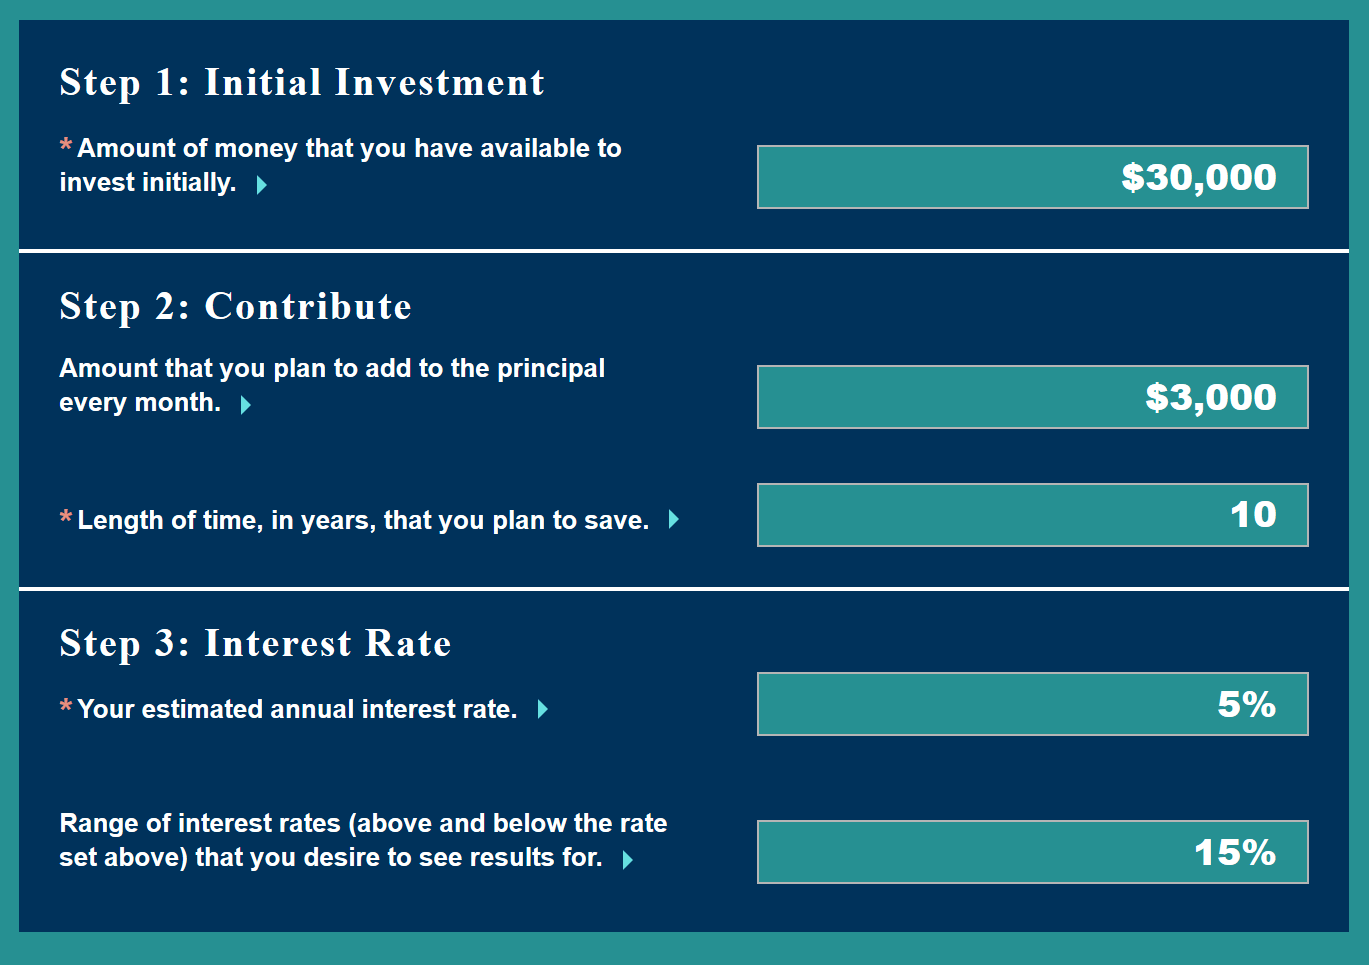 Step 1: Initial Investment
* Amount of money that you have available to
invest initially.
$30,000
Step 2: Contribute
Amount that you plan to add to the principal
every month.
$3,000
* Length of time, in years, that you plan to save.
10
Step 3: Interest Rate
* Your estimated annual interest rate.
5%
Range of interest rates (above and below the rate
set above) that you desire to see results for.
15%